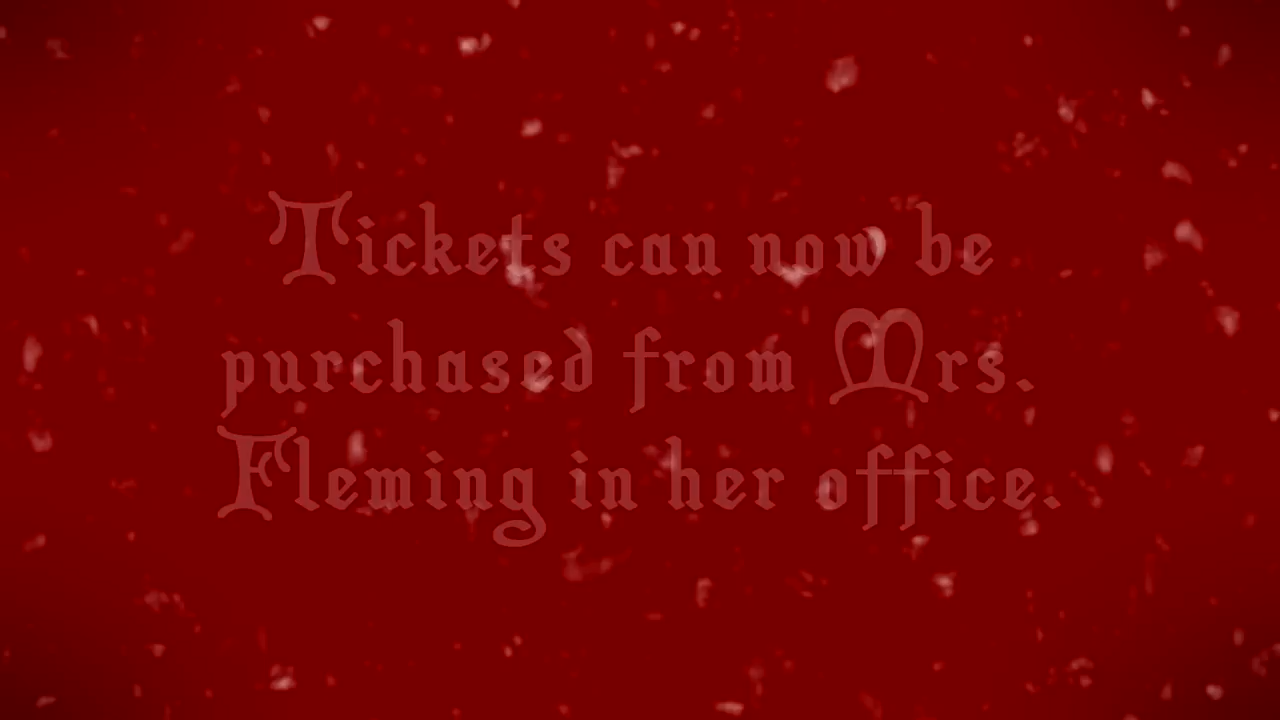 Tickets can now be
purchased from Mrs.
Fleming in her office.